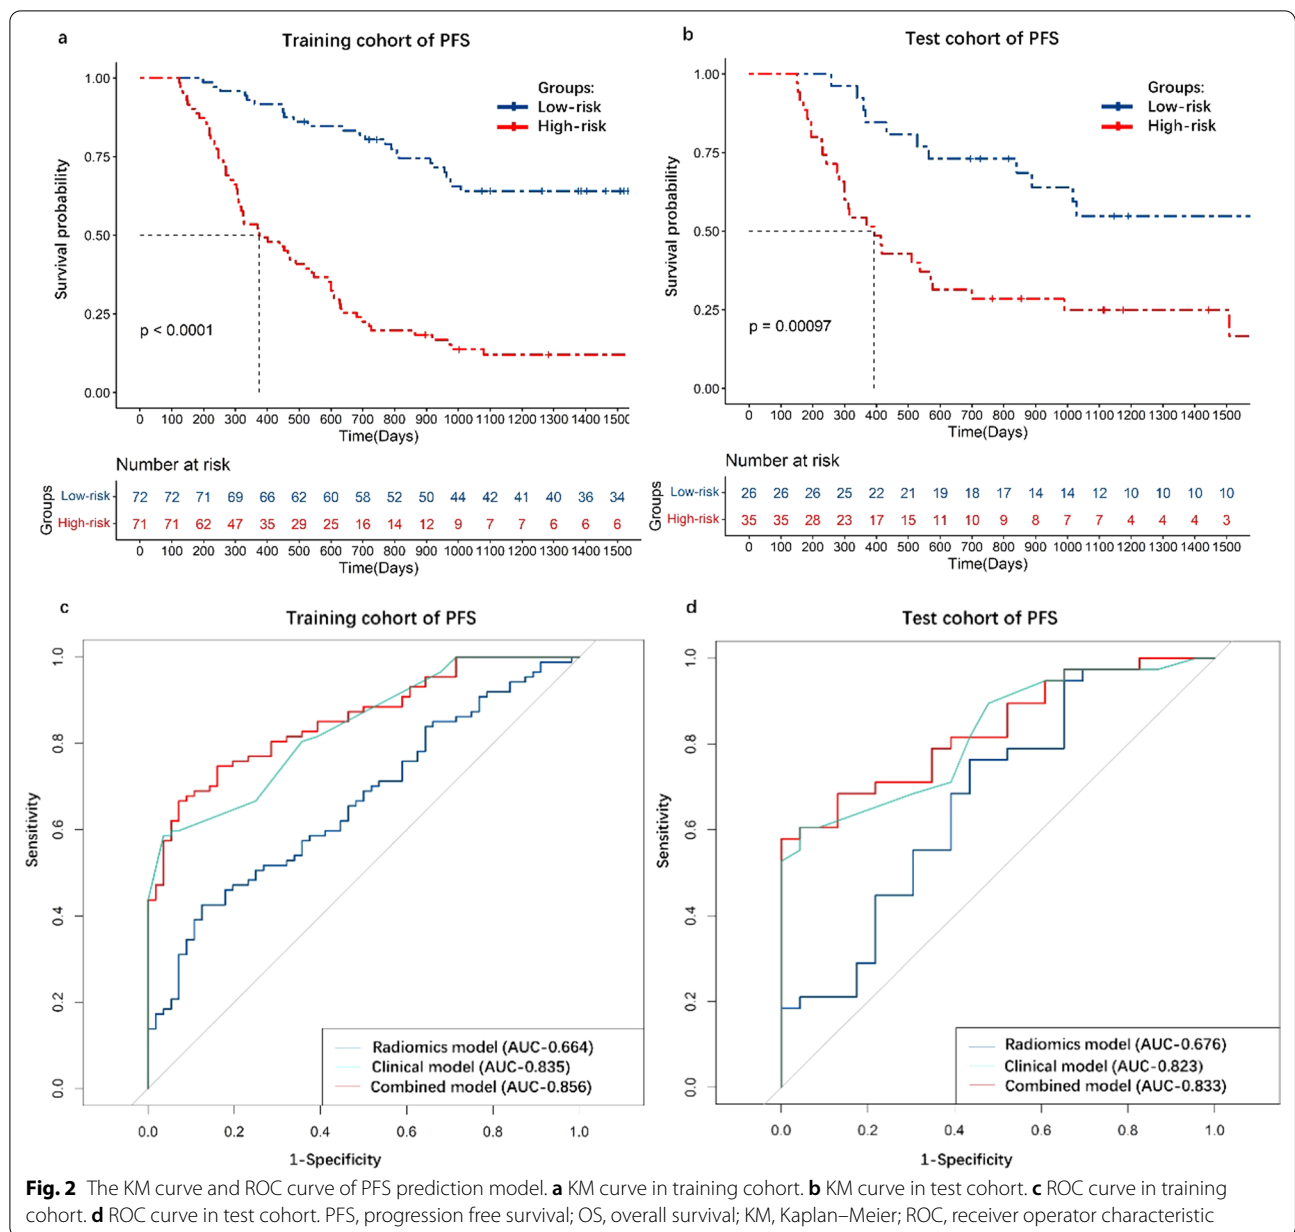 a
Training cohort of PFS
Groups:
Low-risk
High-risk
Survival probability
1.00
0.75
0.50
0.25
0.00
p < 0.0001
0 100 200 300 400 500 600 700 800 900 1000 1100 1200 1300 1400 1500
Time(Days)
Number at risk
Groups
Low-risk 72 72 71 69 66 62 60 58 52 50 44 42 41 40 36 34
High-risk 71 71 62 47 35 29 25 16 14 12 9 7 7 6 6 6
0 100 200 300 400 500 600 700 800 900 1000 1100 1200 1300 1400 1500
Time(Days)
b
Test cohort of PFS
Groups:
Low-risk
High-risk
Survival probability
1.00
0.75
0.50
0.25
0.00
p = 0.00097
0 100 200 300 400 500 600 700 800 900 1000 1100 1200 1300 1400 1500
Time(Days)
Number at risk
Groups
Low-risk 26 26 26 25 22 21 19 18 17 14 14 12 10 10 10 10
High-risk 35 35 28 23 17 15 11 10 9 8 7 7 4 4 4 3
0 100 200 300 400 500 600 700 800 900 1000 1100 1200 1300 1400 1500
Time(Days)
c
Training cohort of PFS
Sensitivity
1.0
0.8
0.6
0.4
0.2
0.0
Radiomics model (AUC-0.664)
Clinical model (AUC-0.835)
Combined model (AUC-0.856)
0.0 0.2 0.4 0.6 0.8 1.0
1-Specificity
d
Test cohort of PFS
Sensitivity
1.0
0.8
0.6
0.4
0.2
0.0
Radiomics model (AUC-0.676)
Clinical model (AUC-0.823)
Combined model (AUC-0.833)
0.0 0.2 0.4 0.6 0.8 1.0
1-Specificity
Fig. 2 The KM curve and ROC curve of PFS prediction model. a KM curve in training cohort. b KM curve in test cohort. c ROC curve in training
cohort. d ROC curve in test cohort. PFS, progression free survival; OS, overall survival; KM, Kaplan–Meier; ROC, receiver operator characteristic